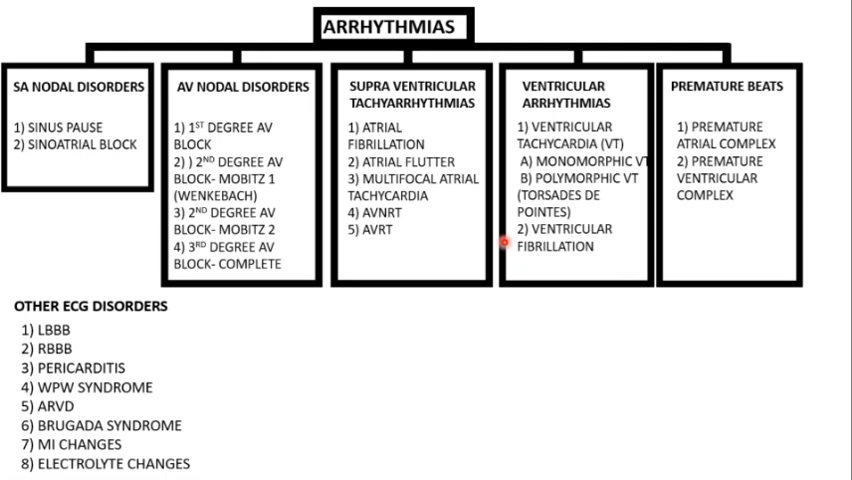 ARRHYTHMIAS
SA NODAL DISORDERS
1) SINUS PAUSE
2) SINOATRIAL BLOCK
AV NODAL DISORDERS
1) 1ST DEGREE AV
BLOCK
2) ) 2ND DEGREE AV
BLOCK- MOBITZ 1
(WENKEBACH)
3) 2ND DEGREE AV
BLOCK- MOBITZ 2
4) 3RD DEGREE AV
BLOCK- COMPLETE
SUPRA VENTRICULAR
TACHYARRHYTHMIAS
1) ATRIAL
FIBRILLATION
2) ATRIAL FLUTTER
3) MULTIFOCAL ATRIAL
TACHYCARDIA
4) AVNRT
5) AVRT
VENTRICULAR
ARRHYTHMIAS
1) VENTRICULAR
TACHYCARDIA (VT)
A) MONOMORPHIC VT
B) POLYMORPHIC VT
(TORSADES DE
POINTES)
2) VENTRICULAR
FIBRILLATION
PREMATURE BEATS
1) PREMATURE
ATRIAL COMPLEX
2) PREMATURE
VENTRICULAR
COMPLEX
OTHER ECG DISORDERS
1) LBBB
2) RBBB
3) PERICARDITIS
4) WPW SYNDROME
5) ARVD
6) BRUGADA SYNDROME
7) MI CHANGES
8) ELECTROLYTE CHANGES